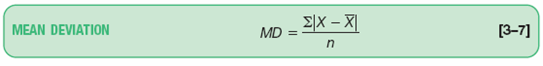 MEAN DEVIATION MD = Σ|X − X̄| / n [3–7]